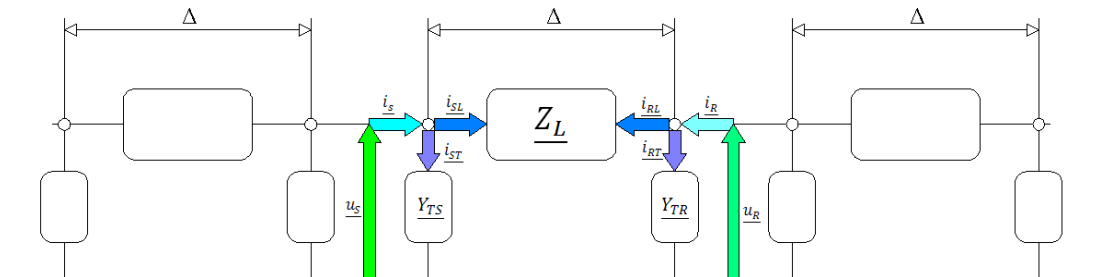 Δ Δ Δ
i_s i_SL i_RL i_R
Z_L
i_ST i_RT
u_S Y_TS Y_TR u_R